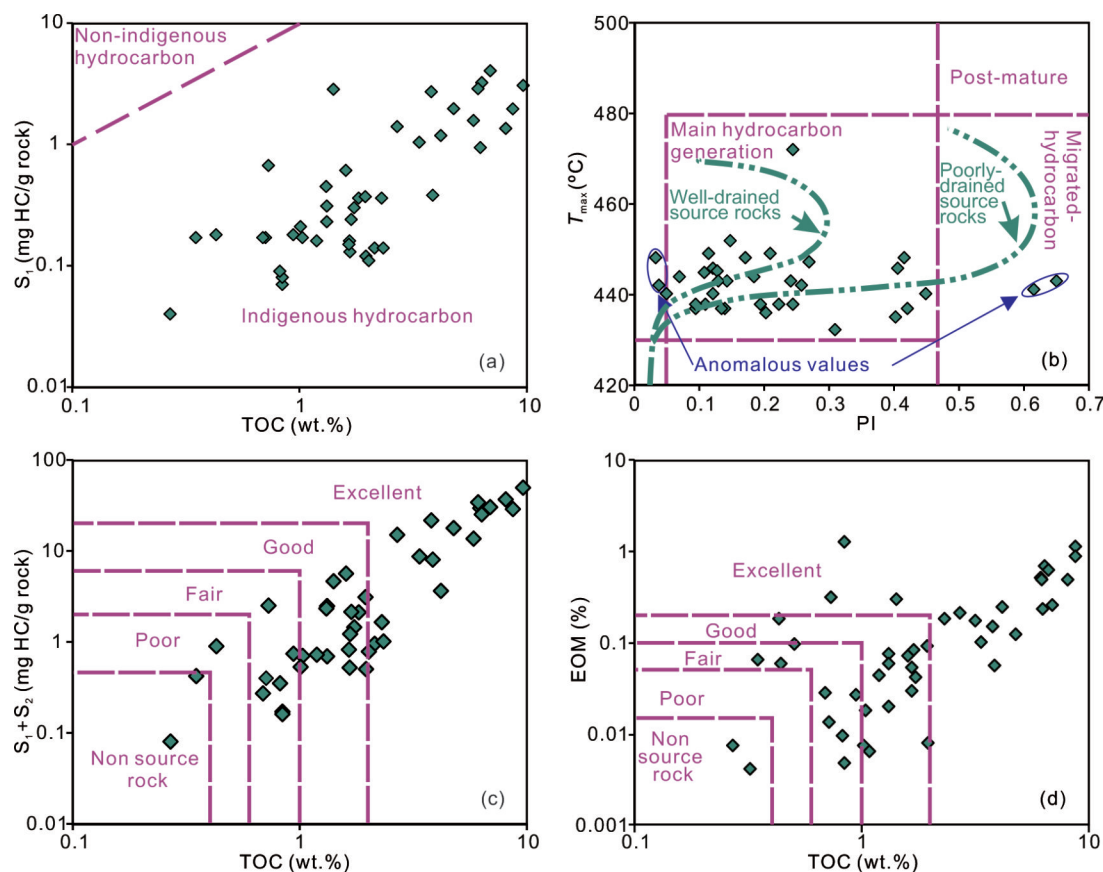 10
1
0.1
0.01
S₁ (mg HC/g rock)
Non-indigenous
hydrocarbon
Indigenous hydrocarbon
(a)
0.1
1
10
TOC (wt.%)
500
480
460
440
420
Tmax (ºC)
Post-mature
Main hydrocarbon
generation
Migrated-
hydrocarbon
Well-drained
source rocks
Poorly-
drained
source
rocks
Anomalous values
(b)
0
0.1
0.2
0.3
0.4
0.5
0.6
0.7
PI
100
10
1
0.1
0.01
S₁+S₂ (mg HC/g rock)
Excellent
Good
Fair
Poor
Non source
rock
(c)
0.1
1
10
TOC (wt.%)
10
1
0.1
0.01
0.001
EOM (%)
Excellent
Good
Fair
Poor
Non
source
rock
(d)
0.1
1
10
TOC (wt.%)